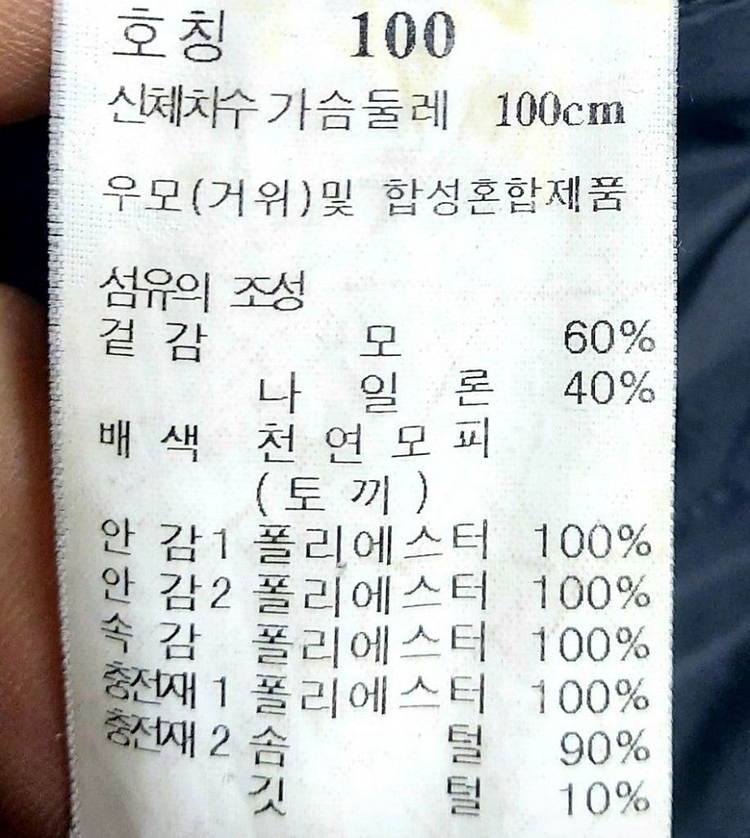 호칭 100
신체치수 가슴둘레 100cm
우모(거위)및 합성혼합제품
섬유의 조성
겉 감 모 60%
나 일 론 40%
배 색 천 연 모 피
(토 끼)
안 감1 폴리에스터 100%
안 감2 폴리에스터 100%
속 감 폴리에스터 100%
충전재 1 폴리에스터 100%
충전재 2 솜 털 90%
깃 털 10%